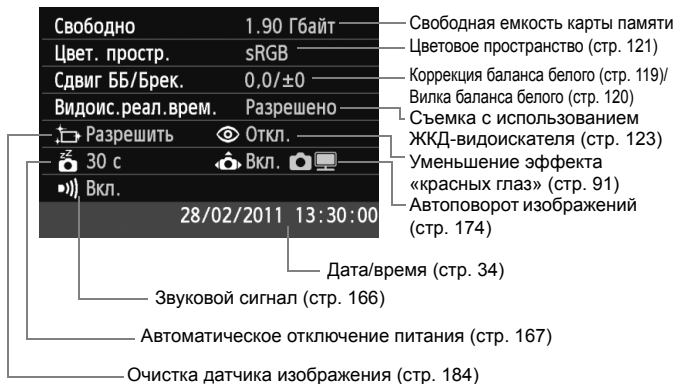 Свободно 1.90 Гбайт
Цвет. простр. sRGB
Сдвиг ББ/Брек. 0,0/±0
Видоис.реал.врем. Разрешено
Разрешить Откл.
30 с Вкл.
Вкл.
28/02/2011 13:30:00
Свободная емкость карты памяти
Цветовое пространство (стр. 121)
Коррекция баланса белого (стр. 119)/
Вилка баланса белого (стр. 120)
Съемка с использованием
ЖКД-видоискателя (стр. 123)
Уменьшение эффекта
«красных глаз» (стр. 91)
Автоповорот изображений
(стр. 174)
Дата/время (стр. 34)
Звуковой сигнал (стр. 166)
Автоматическое отключение питания (стр. 167)
Очистка датчика изображения (стр. 184)